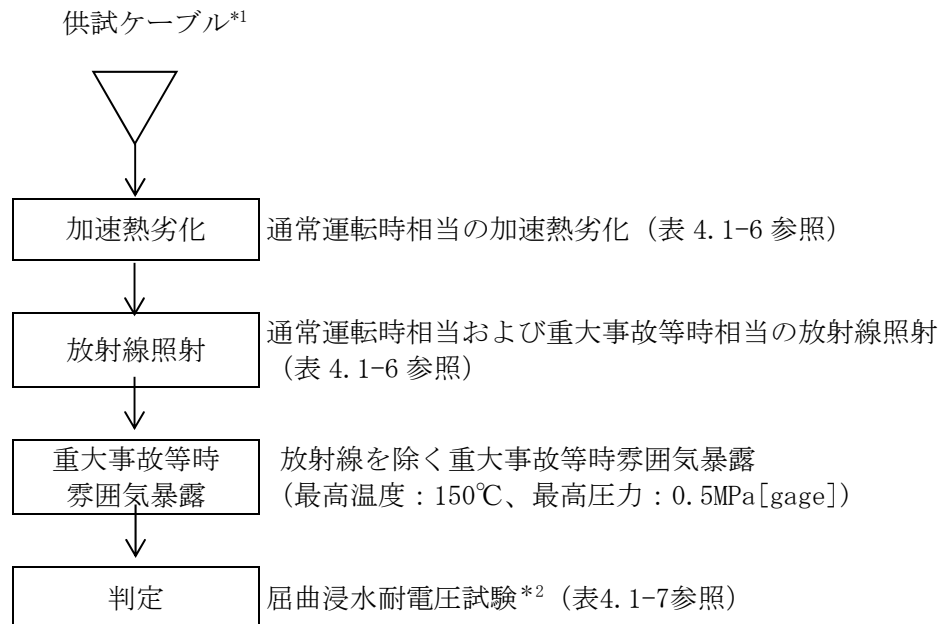 供試ケーブル*1
加速熱劣化
通常運転時相当の加速熱劣化（表 4.1-6 参照）
放射線照射
通常運転時相当および重大事故等時相当の放射線照射
（表 4.1-6 参照）
重大事故等時
雰囲気暴露
放射線を除く重大事故等時雰囲気暴露
（最高温度：150℃、最高圧力：0.5MPa[gage]）
判定
屈曲浸水耐電圧試験*2（表4.1-7参照）